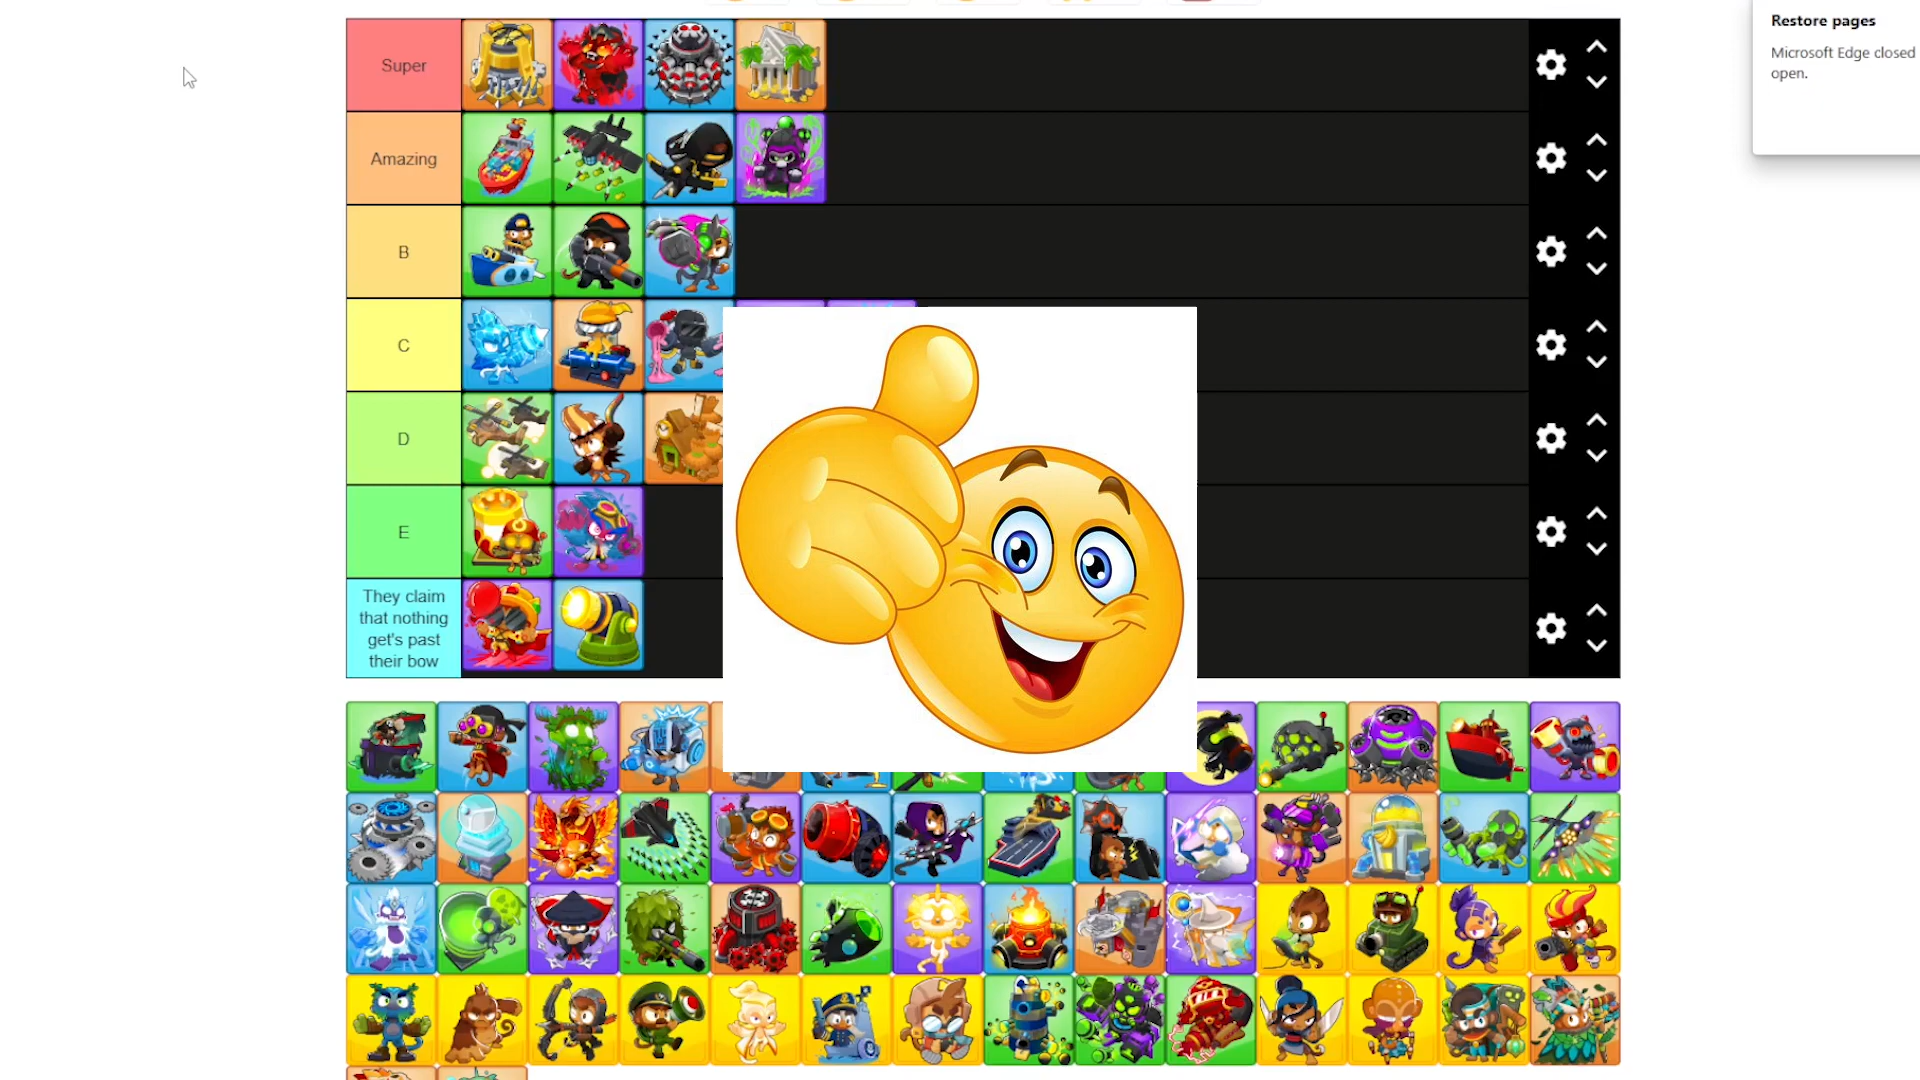 Restore pages
Microsoft Edge closed
open.
Super
Amazing
B
C
D
E
They claim
that nothing
get's past
their bow